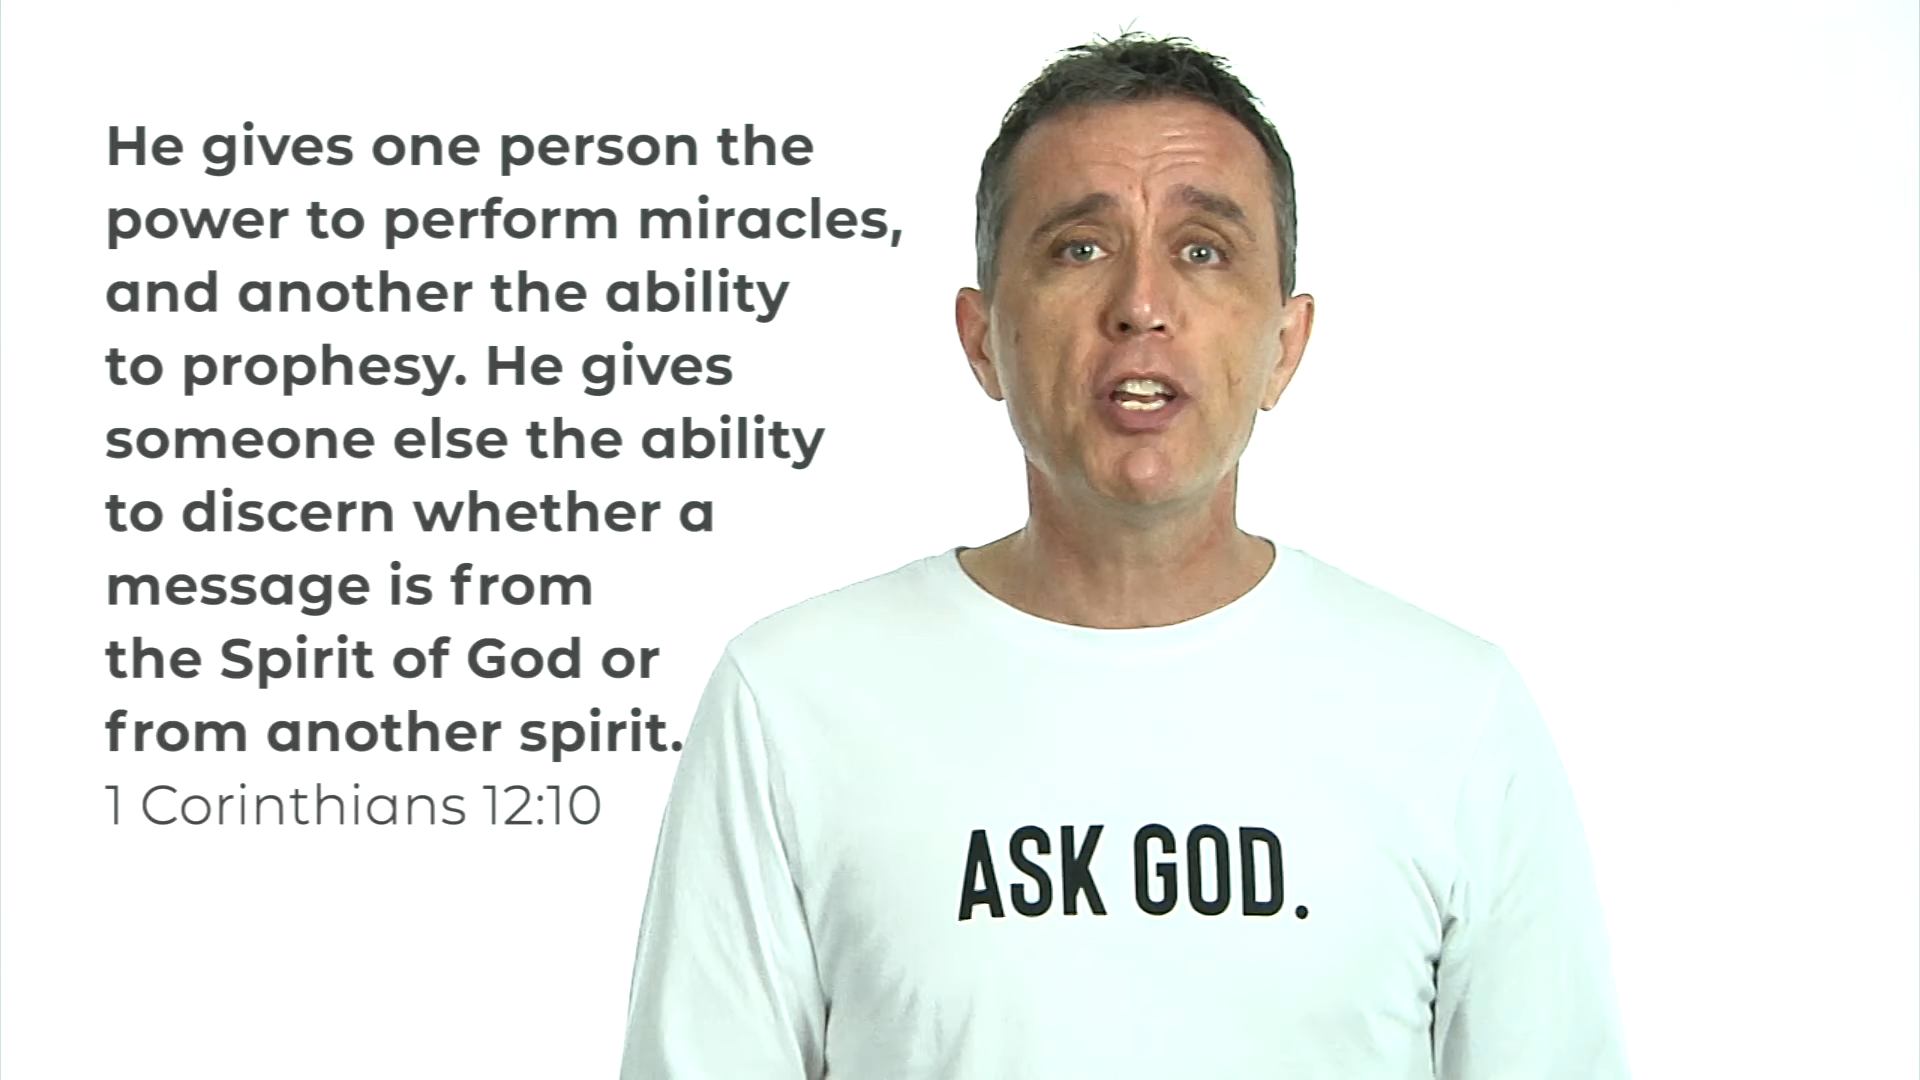 He gives one person the
power to perform miracles,
and another the ability
to prophesy. He gives
someone else the ability
to discern whether a
message is from
the Spirit of God or
from another spirit.
1 Corinthians 12:10
ASK GOD.